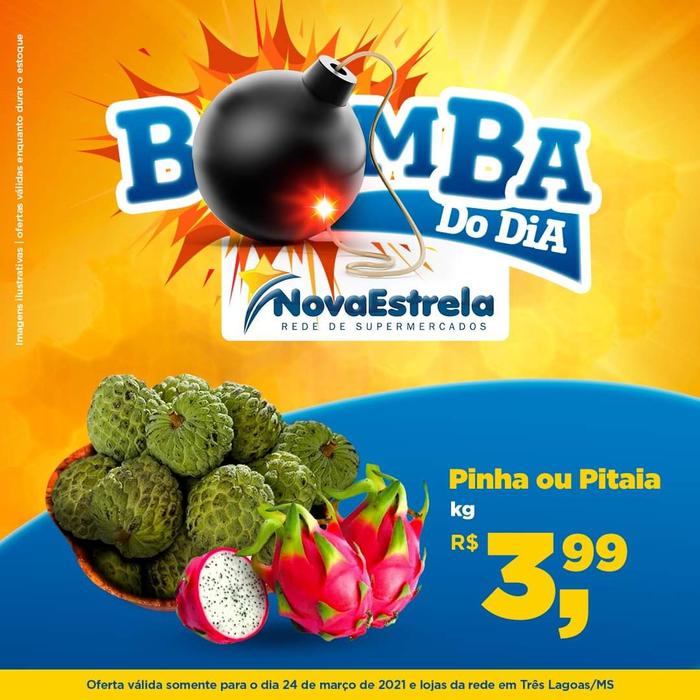 BOMBA
Do DiA
NovaEstrela
REDE DE SUPERMERCADOS
Imagens ilustrativas | ofertas válidas enquanto durar o estoque
Pinha ou Pitaia
kg
R$ 3,99
Oferta válida somente para o dia 24 de março de 2021 e lojas da rede em Três Lagoas/MS